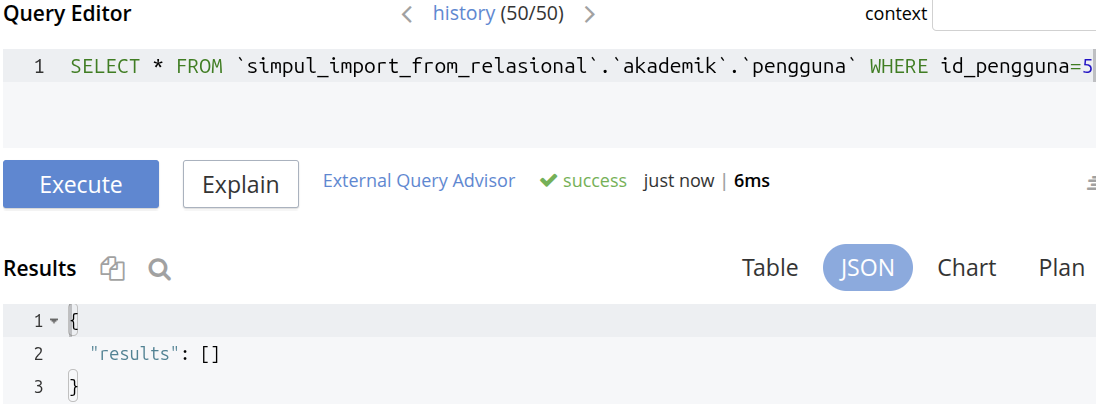 Query Editor history (50/50) context
1 SELECT * FROM `simpul_import_from_relasional`.`akademik`.`pengguna` WHERE id_pengguna=5
Execute Explain External Query Advisor success just now | 6ms
Results Table JSON Chart Plan
1 {
2 "results": []
3 }